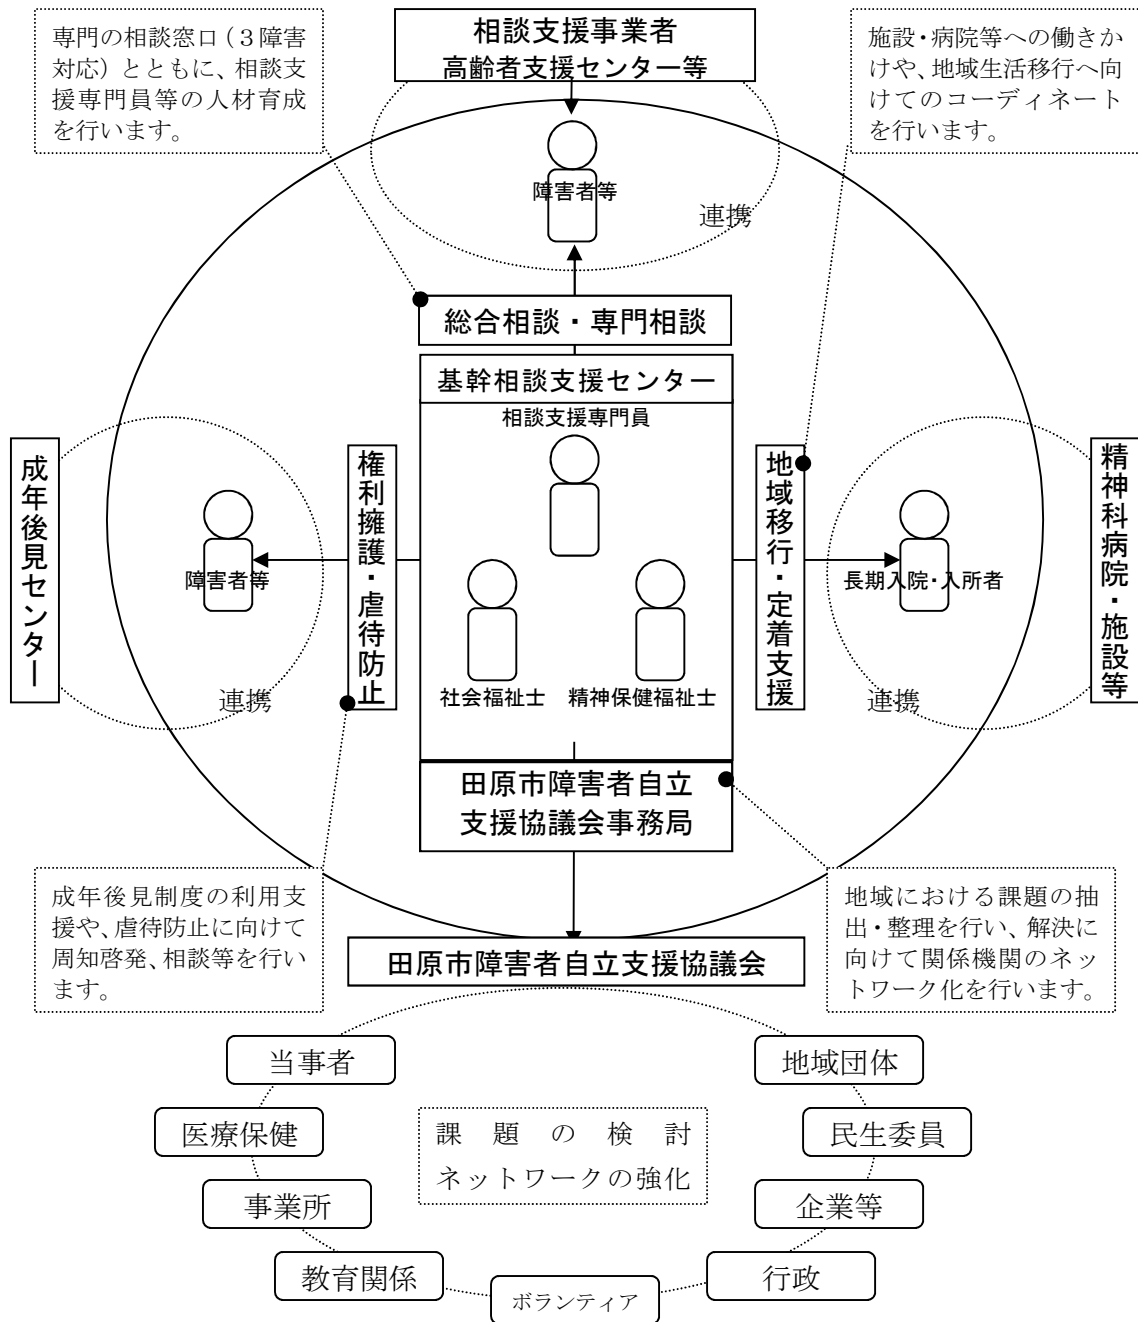 専門の相談窓口（３障害
対応）とともに、相談支
援専門員等の人材育成
を行います。
相談支援事業者
高齢者支援センター等
施設・病院等への働きか
けや、地域生活移行へ向
けてのコーディネート
を行います。
障害者等
連携
総合相談・専門相談
基幹相談支援センター
相談支援専門員
成年後見センター
障害者等
連携
権利擁護・虐待防止
社会福祉士
精神保健福祉士
地域移行・定着支援
長期入院・入所者
連携
精神科病院・施設等
田原市障害者自立
支援協議会事務局
成年後見制度の利用支
援や、虐待防止に向けて
周知啓発、相談等を行い
ます。
地域における課題の抽
出・整理を行い、解決に
向けて関係機関のネッ
トワーク化を行います。
田原市障害者自立支援協議会
当事者
地域団体
医療保健
課題の検討
ネットワークの強化
民生委員
事業所
企業等
教育関係
ボランティア
行政